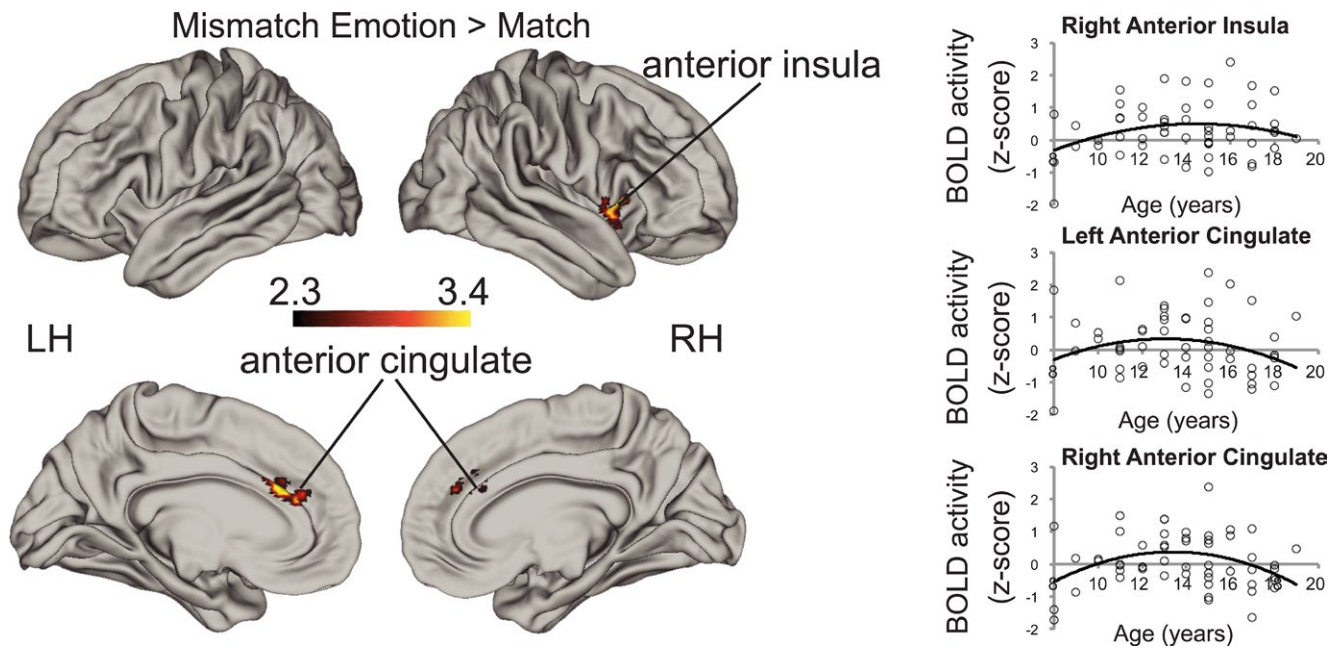 Mismatch Emotion > Match
anterior insula
2.3 3.4
LH
RH
anterior cingulate
Right Anterior Insula
BOLD activity
(z-score)
3
2
1
0
-1
-2
8 10 12 14 16 18 20
Age (years)
Left Anterior Cingulate
BOLD activity
(z-score)
3
2
1
0
-1
-2
8 10 12 14 16 18 20
Age (years)
Right Anterior Cingulate
BOLD activity
(z-score)
3
2
1
0
-1
-2
8 10 12 14 16 18 20
Age (years)